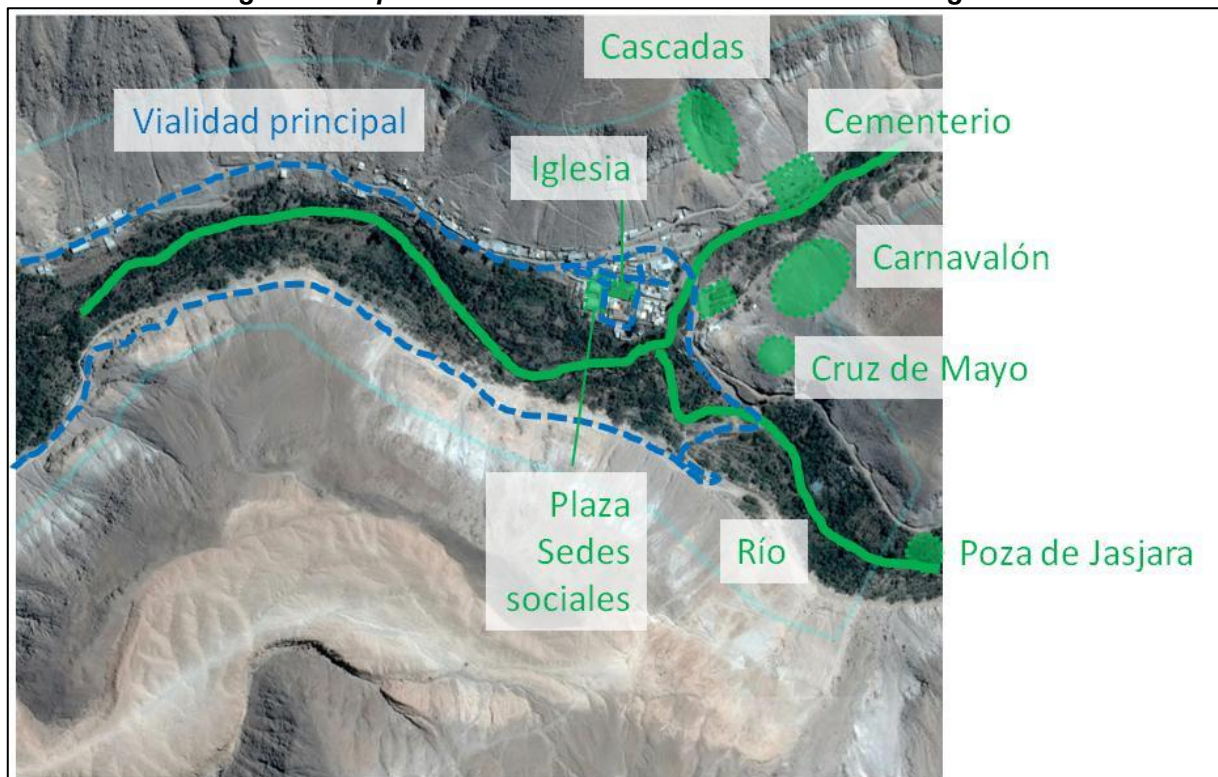 Cascadas
Vialidad principal
Cementerio
Iglesia
Carnavalón
Cruz de Mayo
Plaza
Sedes
sociales
Río
Poza de Jasjara